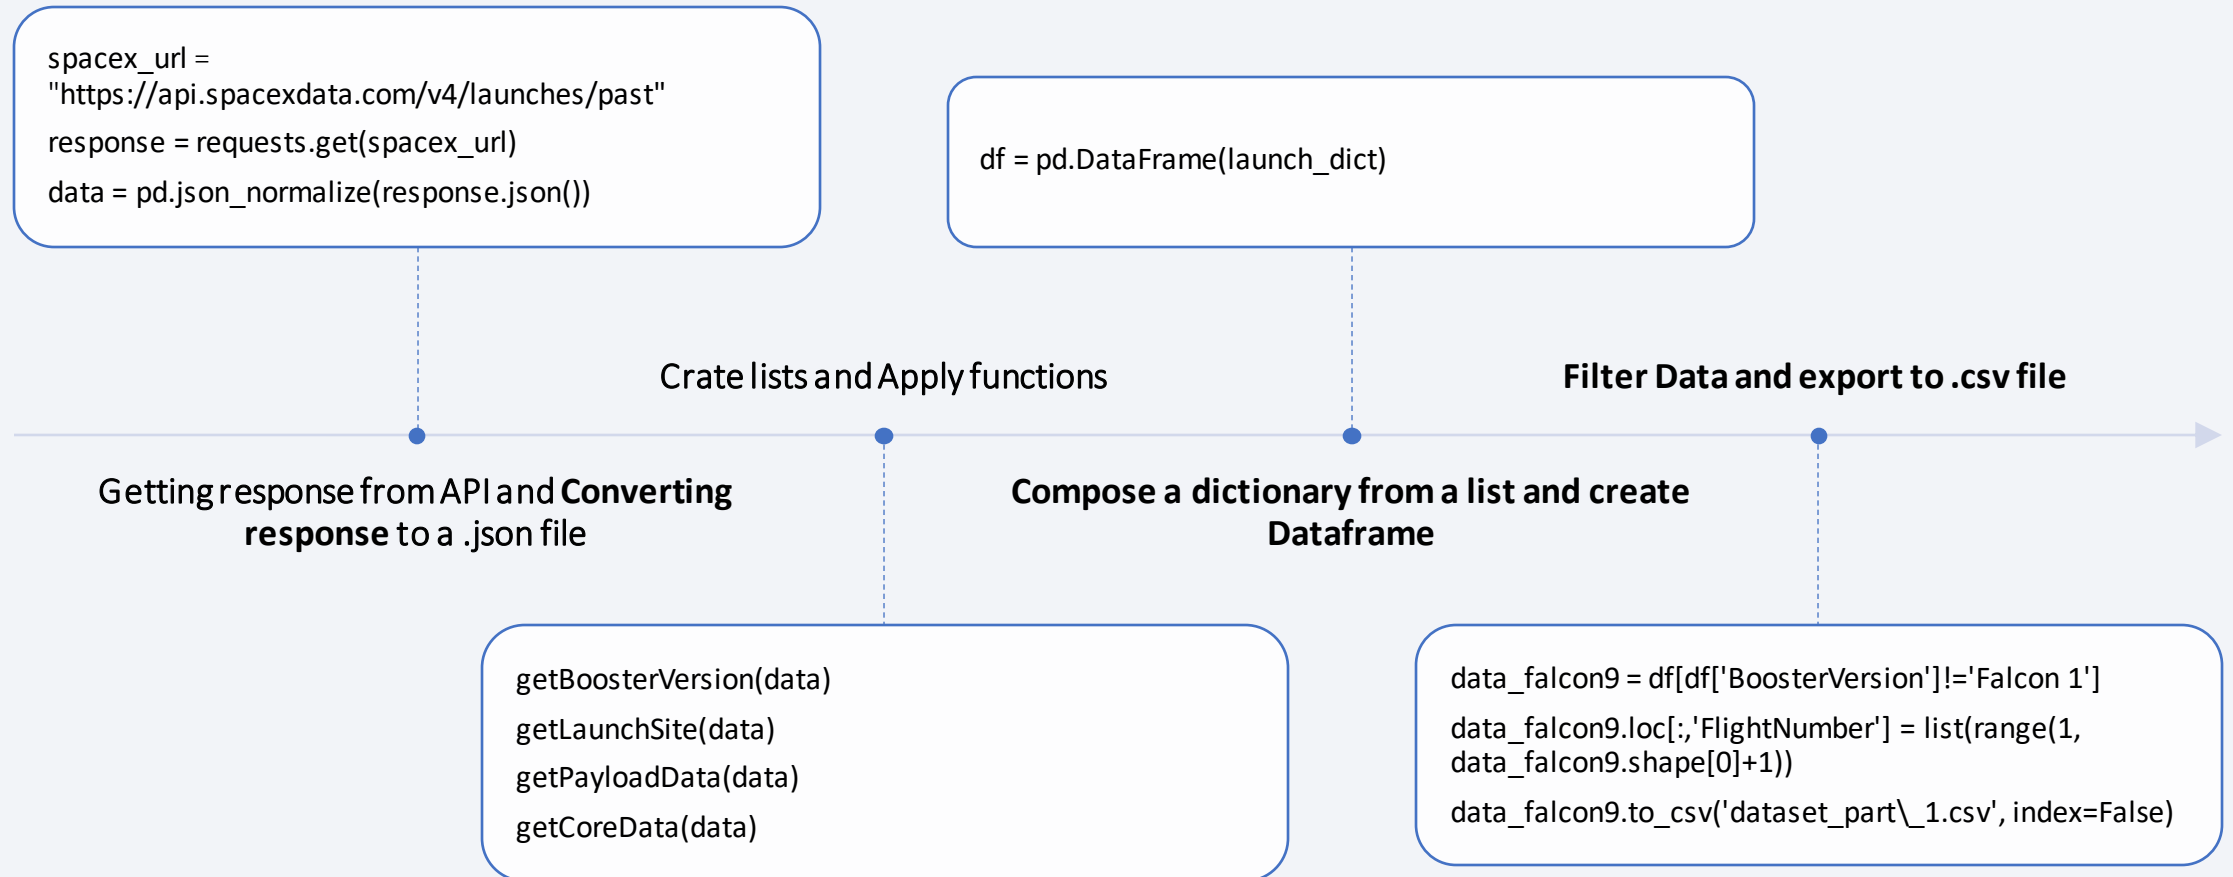 spacex_url =
"https://api.spacexdata.com/v4/launches/past"
response = requests.get(spacex_url)
data = pd.json_normalize(response.json())
df = pd.DataFrame(launch_dict)
Crate lists and Apply functions
Filter Data and export to .csv file
Getting response from API and Converting
response to a .json file
Compose a dictionary from a list and create
Dataframe
getBoosterVersion(data)
getLaunchSite(data)
getPayloadData(data)
getCoreData(data)
data_falcon9 = df[df['BoosterVersion']!='Falcon 1']
data_falcon9.loc[:,'FlightNumber'] = list(range(1,
data_falcon9.shape[0]+1))
data_falcon9.to_csv('dataset_part\_1.csv', index=False)